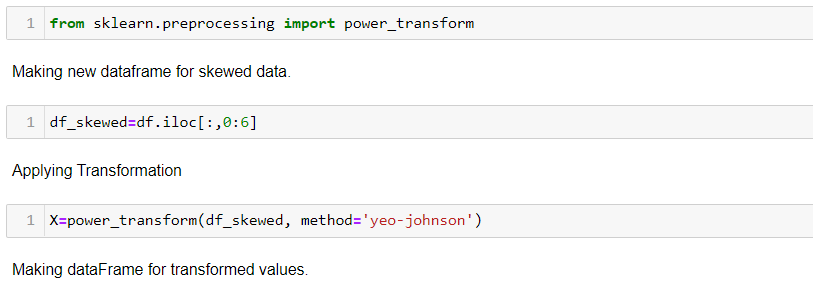 1 from sklearn.preprocessing import power_transform
Making new dataframe for skewed data.
1 df_skewed=df.iloc[:,0:6]
Applying Transformation
1 X=power_transform(df_skewed, method='yeo-johnson')
Making dataFrame for transformed values.